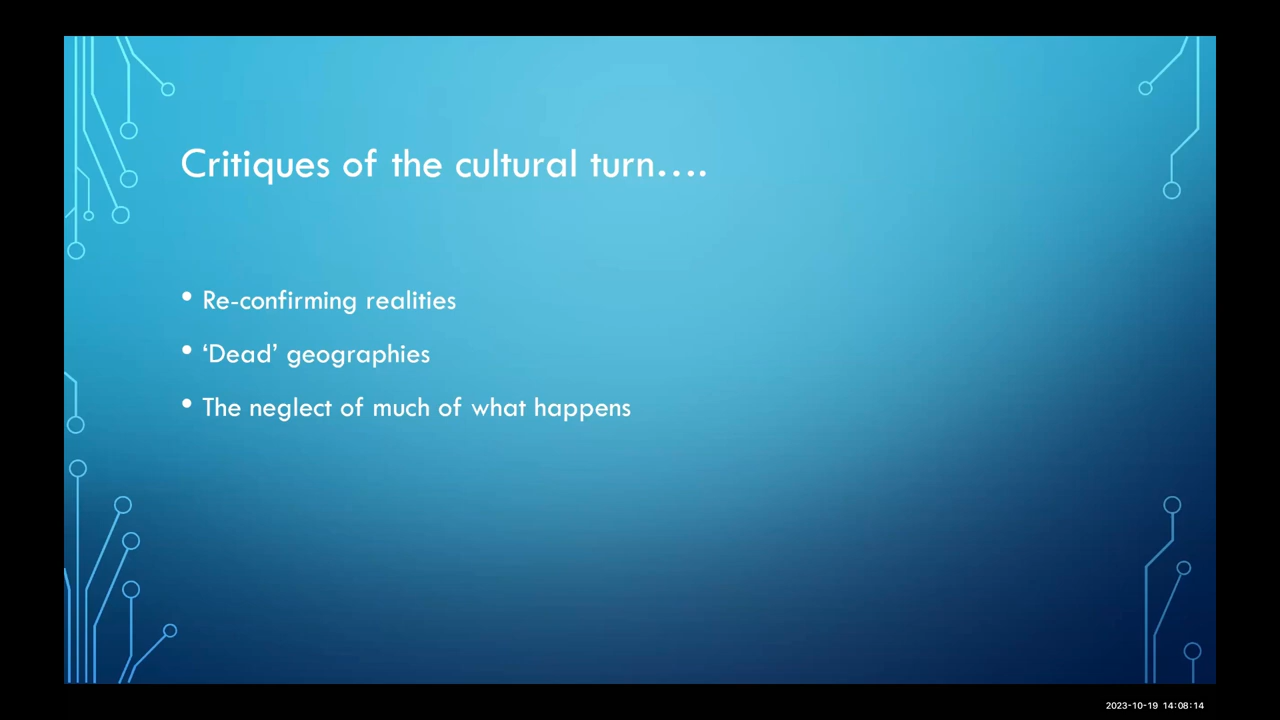 Critiques of the cultural turn….
• Re-confirming realities
• ‘Dead’ geographies
• The neglect of much of what happens
2023-10-19 14:08:14